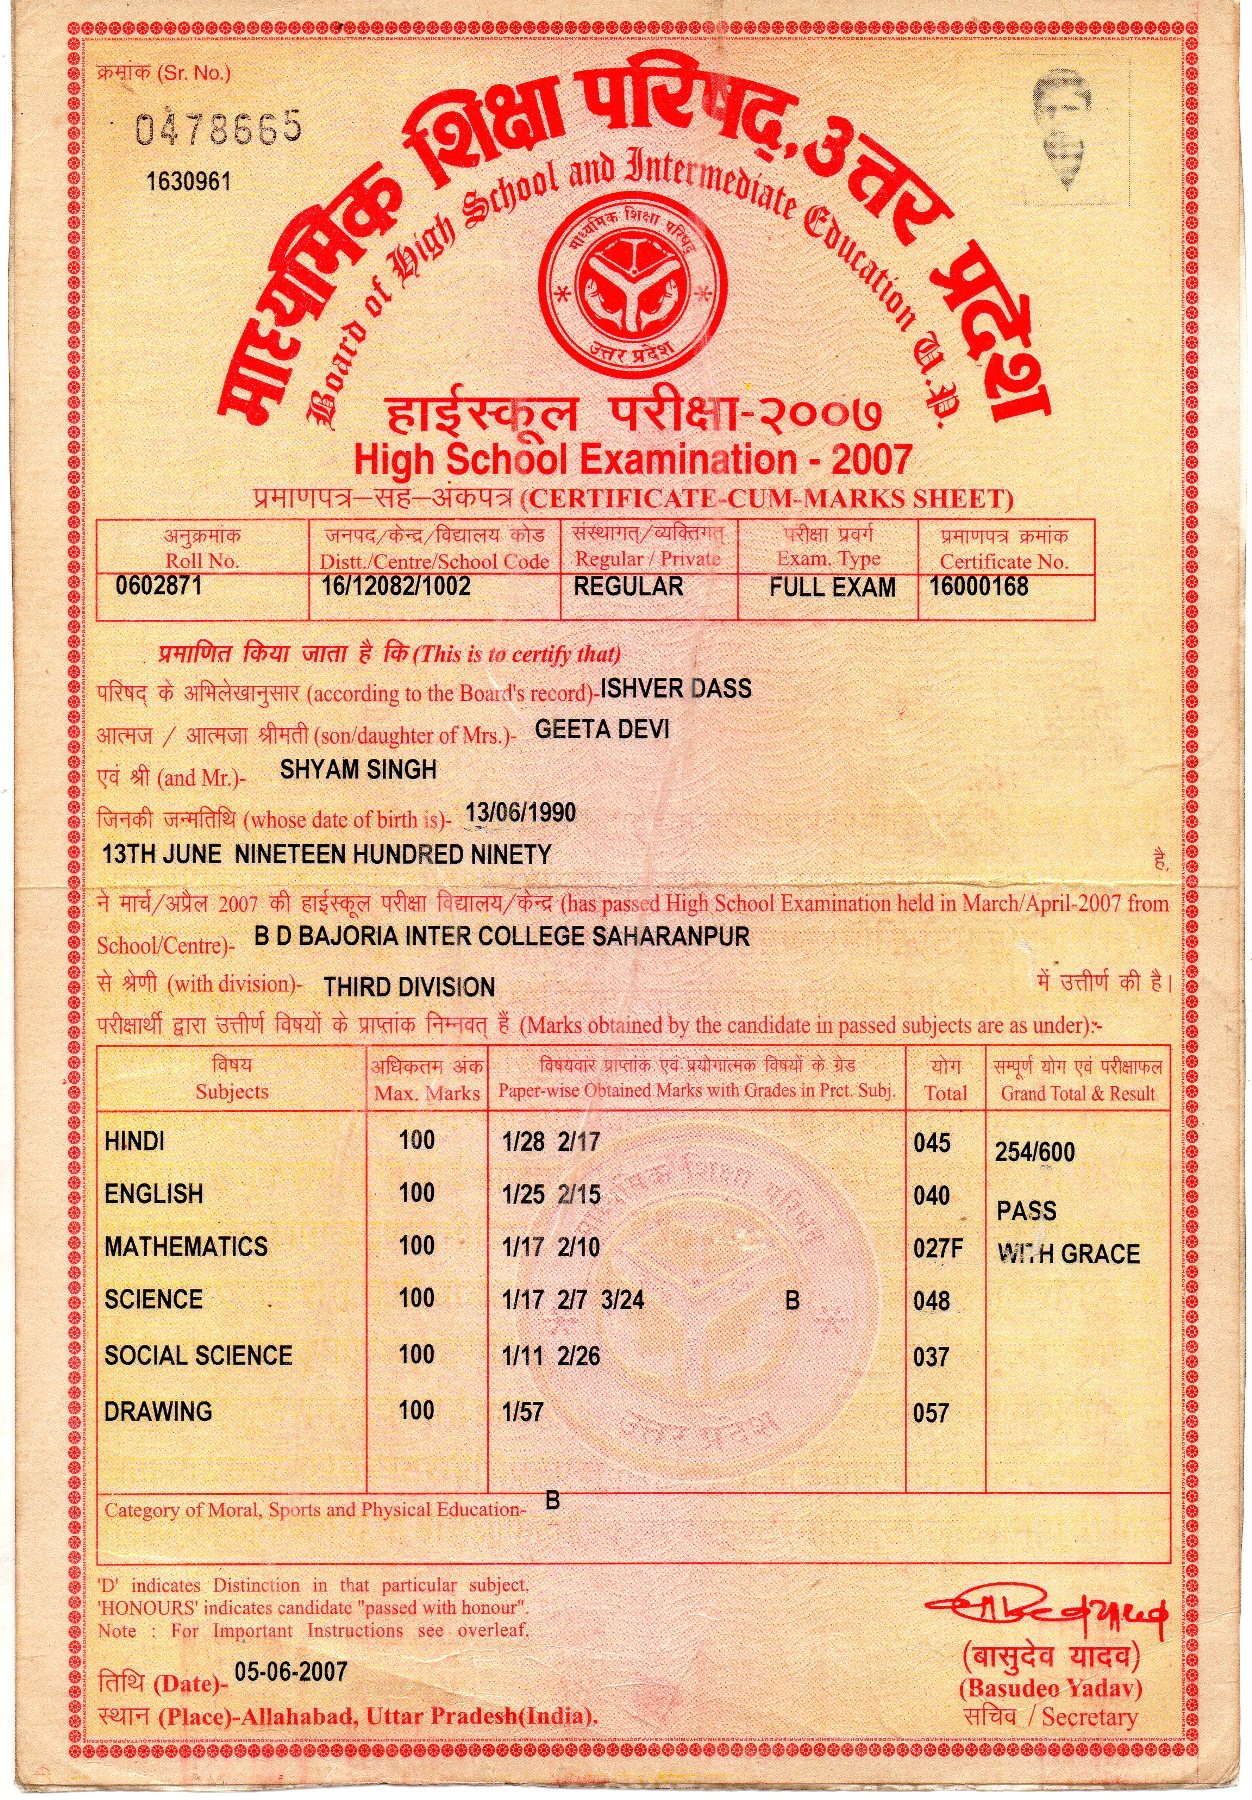 क्रमांक (Sr. No.)
0478665
1630961
माध्यमिक शिक्षा परिषद्, उत्तर प्रदेश
Board of High School and Intermediate Education U.P.
माध्यमिक शिक्षा परिषद्
उत्तर प्रदेश
हाईस्कूल परीक्षा-२००७
High School Examination - 2007
प्रमाणपत्र–सह–अंकपत्र (CERTIFICATE-CUM-MARKS SHEET)
अनुक्रमांक जनपद/केन्द्र/विद्यालय कोड संस्थागत/व्यक्तिगत परीक्षा प्रवर्ग प्रमाणपत्र क्रमांक
Roll No. Distt./Centre/School Code Regular / Private Exam. Type Certificate No.
0602871 16/12082/1002 REGULAR FULL EXAM 16000168
प्रमाणित किया जाता है कि (This is to certify that)
परिषद के अभिलेखानुसार (according to the Board's record)- ISHVER DASS
आत्मज / आत्मजा श्रीमती (son/daughter of Mrs.)- GEETA DEVI
एवं श्री (and Mr.)- SHYAM SINGH
जिनकी जन्मतिथि (whose date of birth is)- 13/06/1990
13TH JUNE NINETEEN HUNDRED NINETY है,
ने मार्च/अप्रैल 2007 की हाईस्कूल परीक्षा विद्यालय/केन्द्र (has passed High School Examination held in March/April-2007 from
School/Centre)- B D BAJORIA INTER COLLEGE SAHARANPUR
से श्रेणी (with division)- THIRD DIVISION में उत्तीर्ण की है।
परीक्षार्थी द्वारा उत्तीर्ण विषयों के प्राप्तांक निम्नवत् हैं (Marks obtained by the candidate in passed subjects are as under):-
विषय अधिकतम अंक विषयवार प्राप्तांक एवं प्रयोगात्मक विषयों के ग्रेड योग सम्पूर्ण योग एवं परीक्षाफल
Subjects Max. Marks Paper-wise Obtained Marks with Grades in Prct. Subj. Total Grand Total & Result
HINDI 100 1/28 2/17 045 254/600
ENGLISH 100 1/25 2/15 040 PASS
MATHEMATICS 100 1/17 2/10 027F WITH GRACE
SCIENCE 100 1/17 2/7 3/24 B 048
SOCIAL SCIENCE 100 1/11 2/26 037
DRAWING 100 1/57 057
Category of Moral, Sports and Physical Education- B
'D' indicates Distinction in that particular subject.
'HONOURS' indicates candidate "passed with honour".
Note : For Important Instructions see overleaf.
तिथि (Date)- 05-06-2007
स्थान (Place)-Allahabad, Uttar Pradesh(India).
(बासुदेव यादव)
(Basudeo Yadav)
सचिव / Secretary